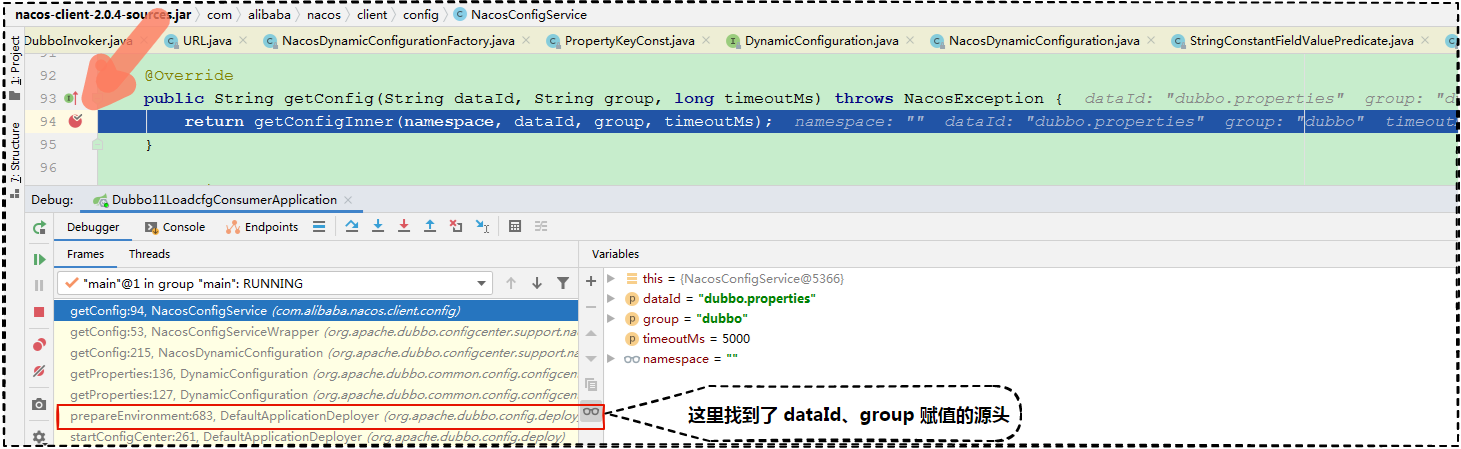 nacos-client-2.0.4-sources.jar com alibaba nacos client config NacosConfigService
DubboInvoker.java URL.java NacosDynamicConfigurationFactory.java PropertyKeyConst.java DynamicConfiguration.java NacosDynamicConfiguration.java StringConstantFieldValuePredicate.java
1: Project
92 @Override
93 public String getConfig(String dataId, String group, long timeoutMs) throws NacosException { dataId: "dubbo.properties" group: "d
94 return getConfigInner(namespace, dataId, group, timeoutMs); namespace: "" dataId: "dubbo.properties" group: "dubbo" timeout
95 }
96
7: Structure
Debug: Dubbo11LoadcfgConsumerApplication
Debugger Console Endpoints
Frames Threads Variables
"main"@1 in group "main": RUNNING
getConfig:94, NacosConfigService (com.alibaba.nacos.client.config)
getConfig:53, NacosConfigServiceWrapper (org.apache.dubbo.configcenter.support.na
getConfig:215, NacosDynamicConfiguration (org.apache.dubbo.configcenter.support.na
getProperties:136, DynamicConfiguration (org.apache.dubbo.common.config.configcen
getProperties:127, DynamicConfiguration (org.apache.dubbo.common.config.configcen
prepareEnvironment:683, DefaultApplicationDeployer (org.apache.dubbo.config.deploy
startConfigCenter:261, DefaultApplicationDeployer (org.apache.dubbo.config.deploy)
this = {NacosConfigService@5366}
dataId = "dubbo.properties"
group = "dubbo"
timeoutMs = 5000
namespace = ""
这里找到了 dataId、group 赋值的源头